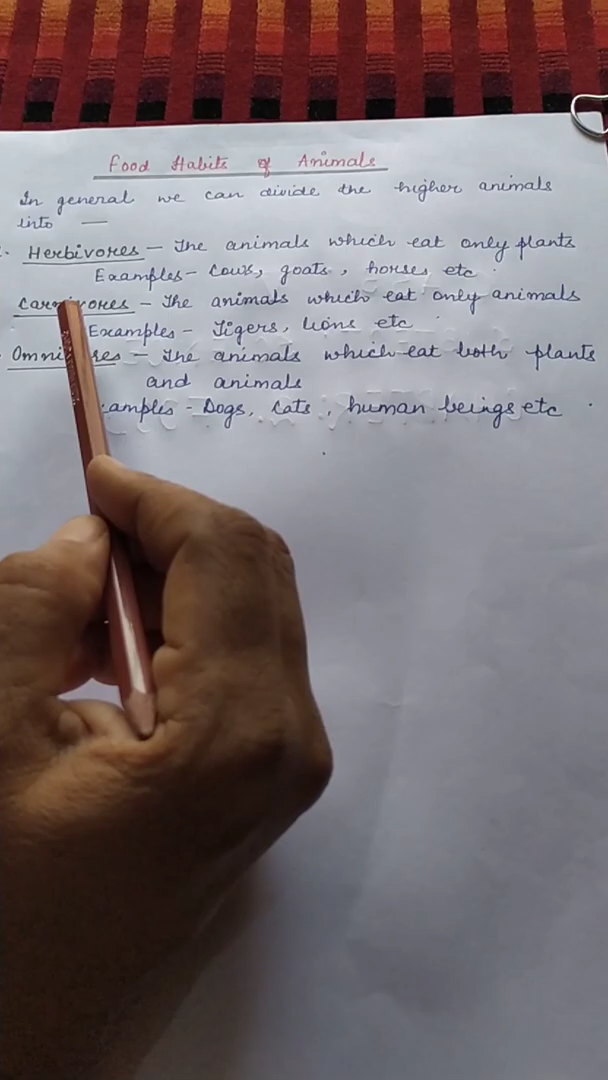 Food Habits of Animals
In general we can divide the higher animals
into —
Herbivores – The animals which eat only plants
Examples – Cows, goats, horses etc.
Carnivores – The animals which eat only animals
Examples – Tigers, lions etc
Omnivores – The animals which eat both plants
and animals
– Dogs, Cats, human beings etc.